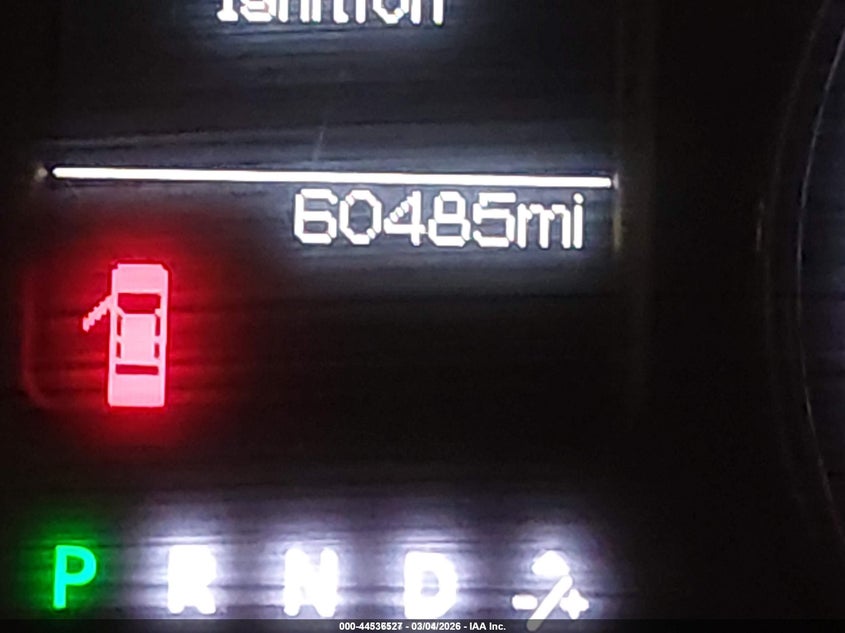 Ignition
60485mi
P R N D -/+
000-44536527 - 03/04/2026 - IAA Inc.